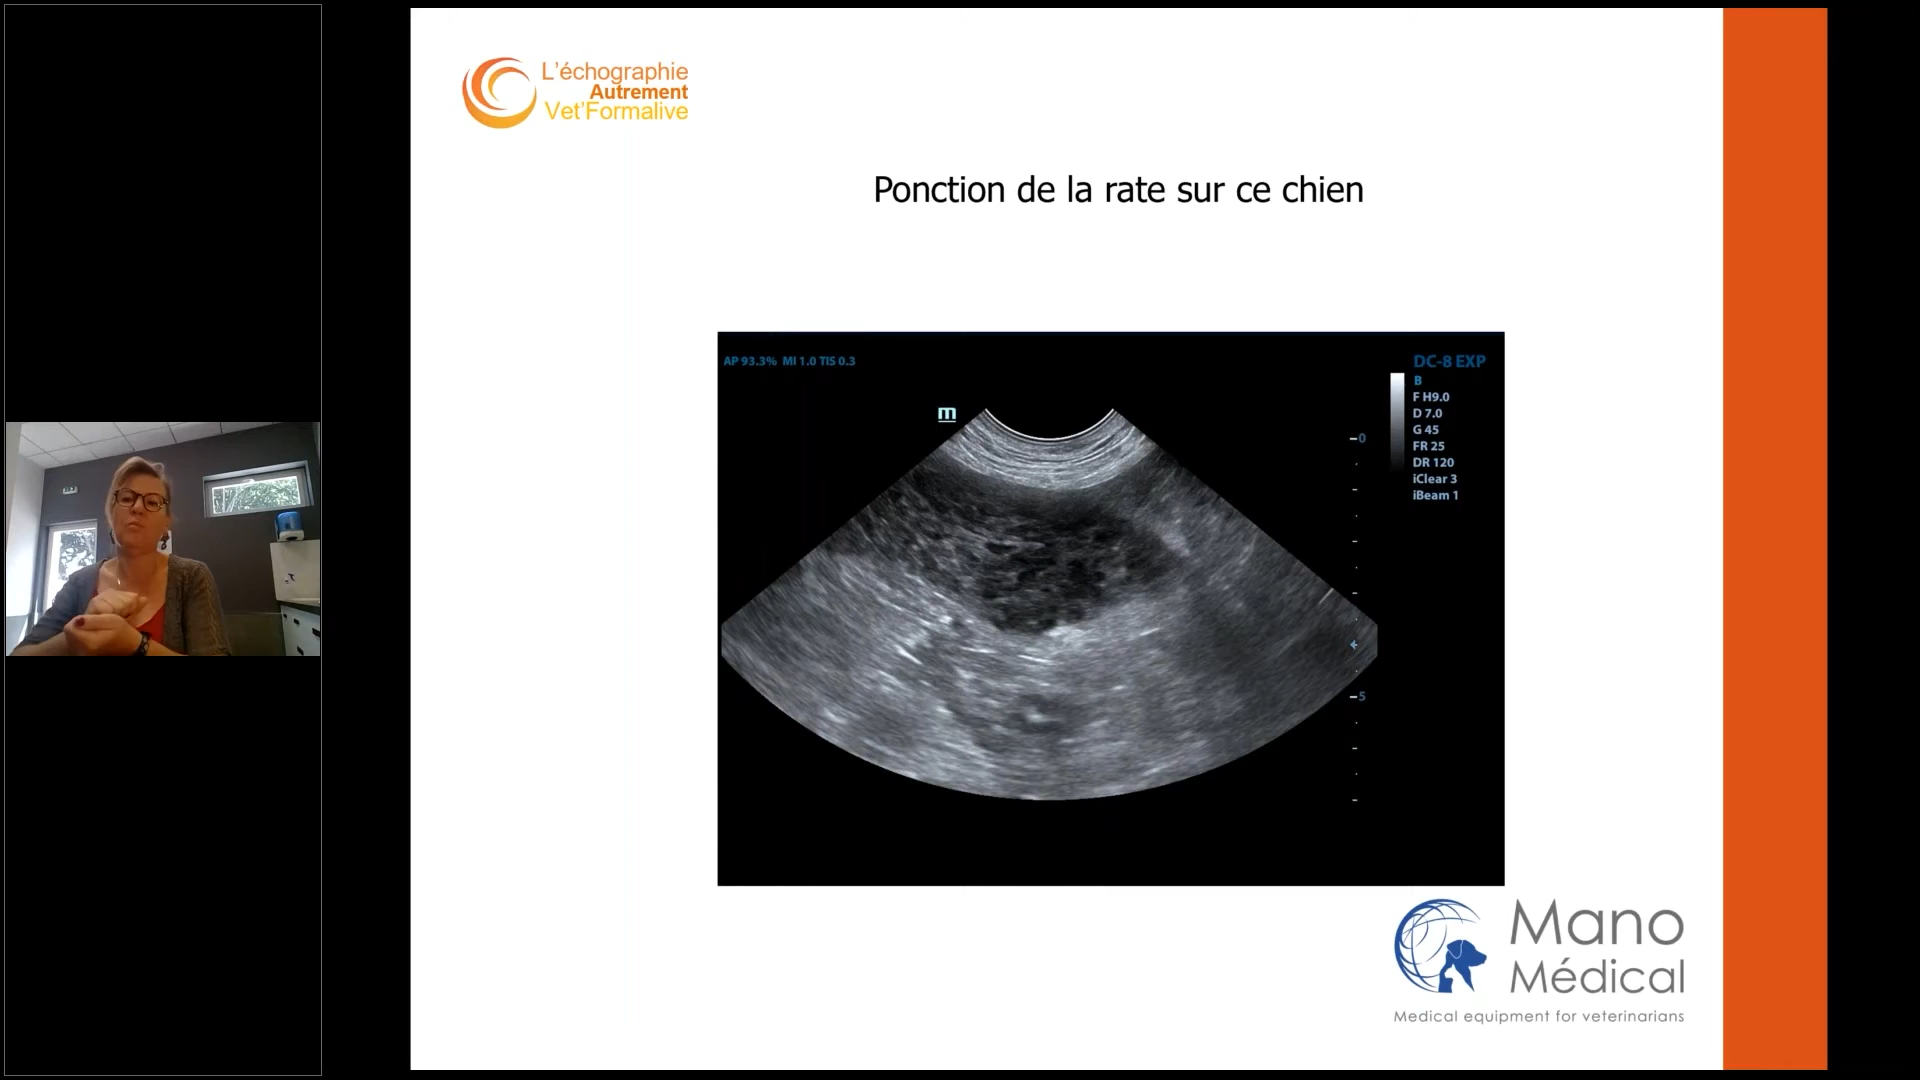 L'échographie
Autrement
Vet'Formalive
Ponction de la rate sur ce chien
AP 93.3% MI 1.0 TIS 0.3
DC-8 EXP
B
F H9.0
D 7.0
G 45
FR 25
DR 120
iClear 3
iBeam 1
m
0
5
Mano
Médical
Medical equipment for veterinarians